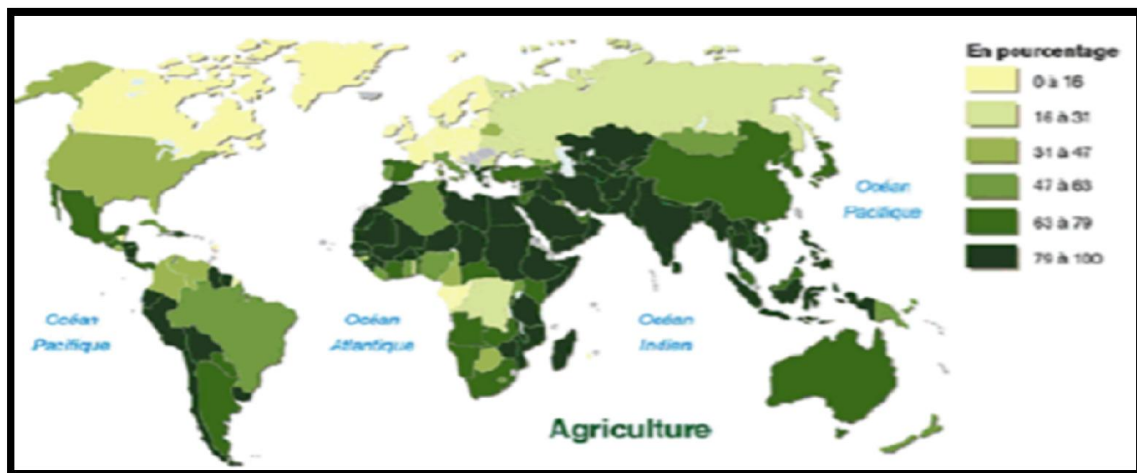 En pourcentage
0 à 16
16 à 31
31 à 47
47 à 63
63 à 79
79 à 100
Océan
Pacifique
Océan
Pacifique
Océan
Atlantique
Océan
Indien
Agriculture